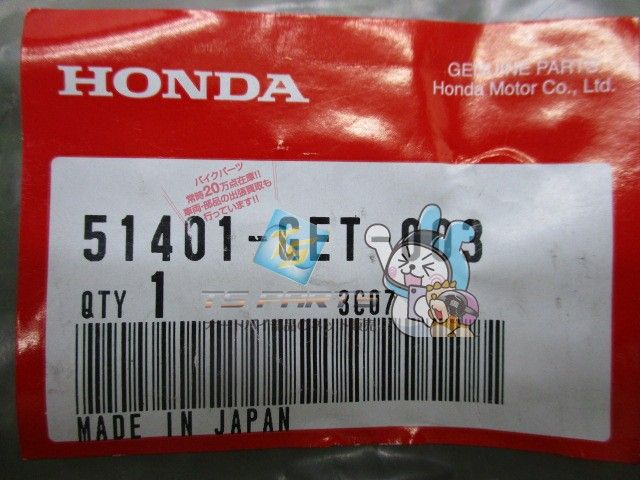 HONDA
GENUINE PARTS
Honda Motor Co., Ltd.
バイクパーツ
常時20万点在庫!!
車両・部品の出張買取も
行っています!!
51401-GET-003
QTY 1
3C07
MADE IN JAPAN